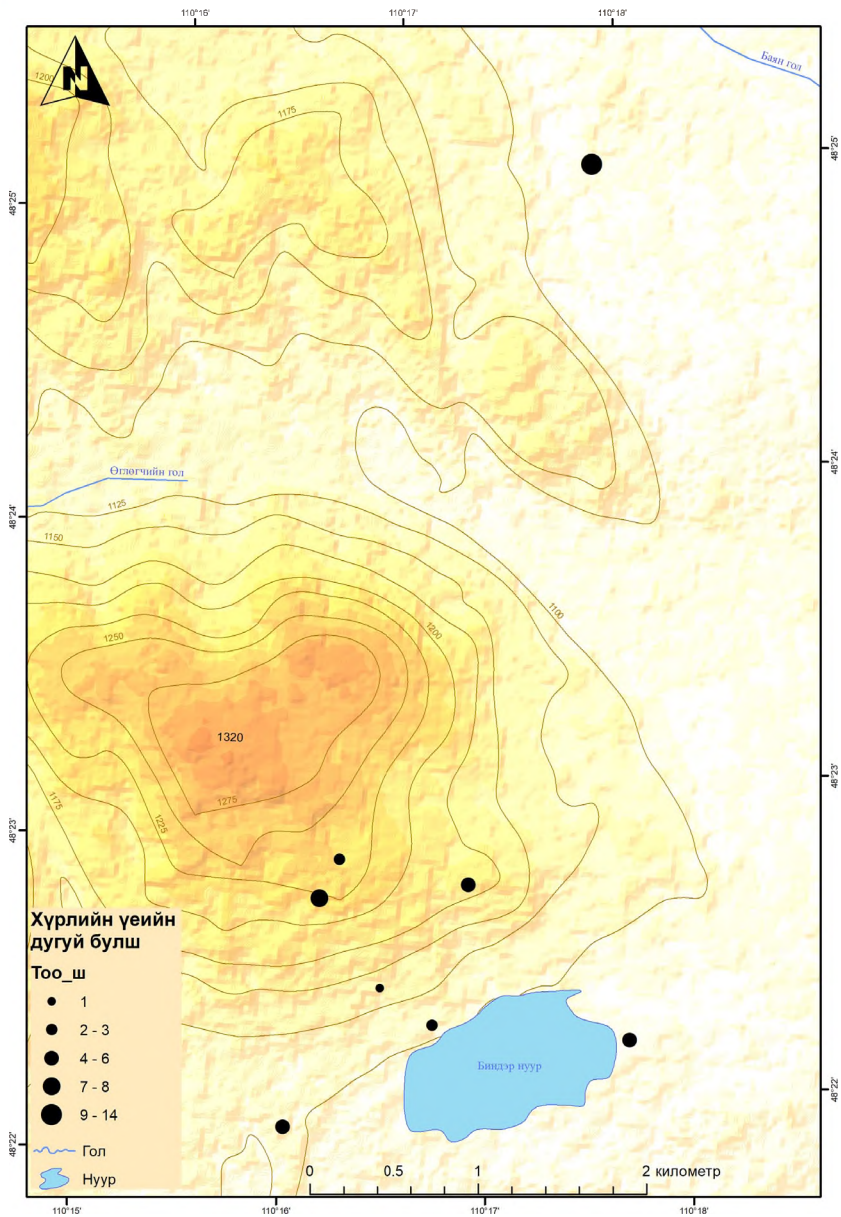 110°16' 110°17' 110°18'
N
Баян гол
1200
1175
48°25'
48°25'
48°24'
Өглөгчийн гол
1125
48°24'
1150
1100
1200
1250
1320
48°23'
1275
1175
1225
48°23'
Хүрлийн үеийн
дугуй булш
Тоо_ш
1
2 - 3
4 - 6
7 - 8
9 - 14
Гол
Нуур
Биндэр нуур
48°22'
48°22'
0 0.5 1 2 километр
110°15' 110°16' 110°17' 110°18'